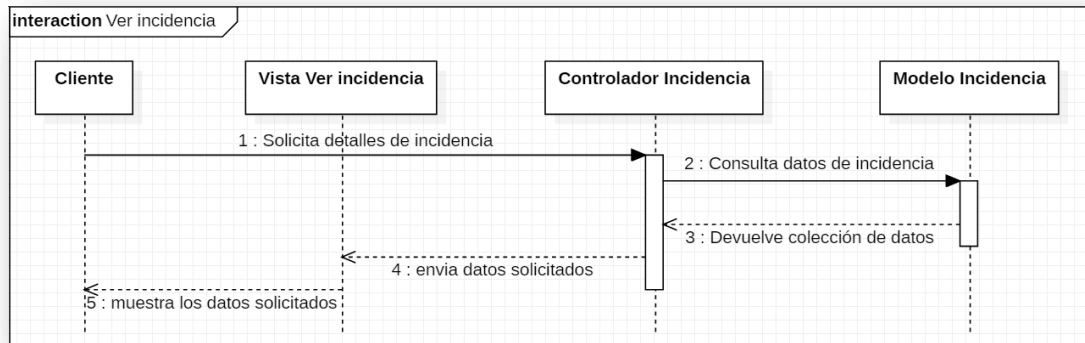 interaction Ver incidencia
Cliente
Vista Ver incidencia
Controlador Incidencia
Modelo Incidencia
1 : Solicita detalles de incidencia
2 : Consulta datos de incidencia
3 : Devuelve colección de datos
4 : envia datos solicitados
5 : muestra los datos solicitados